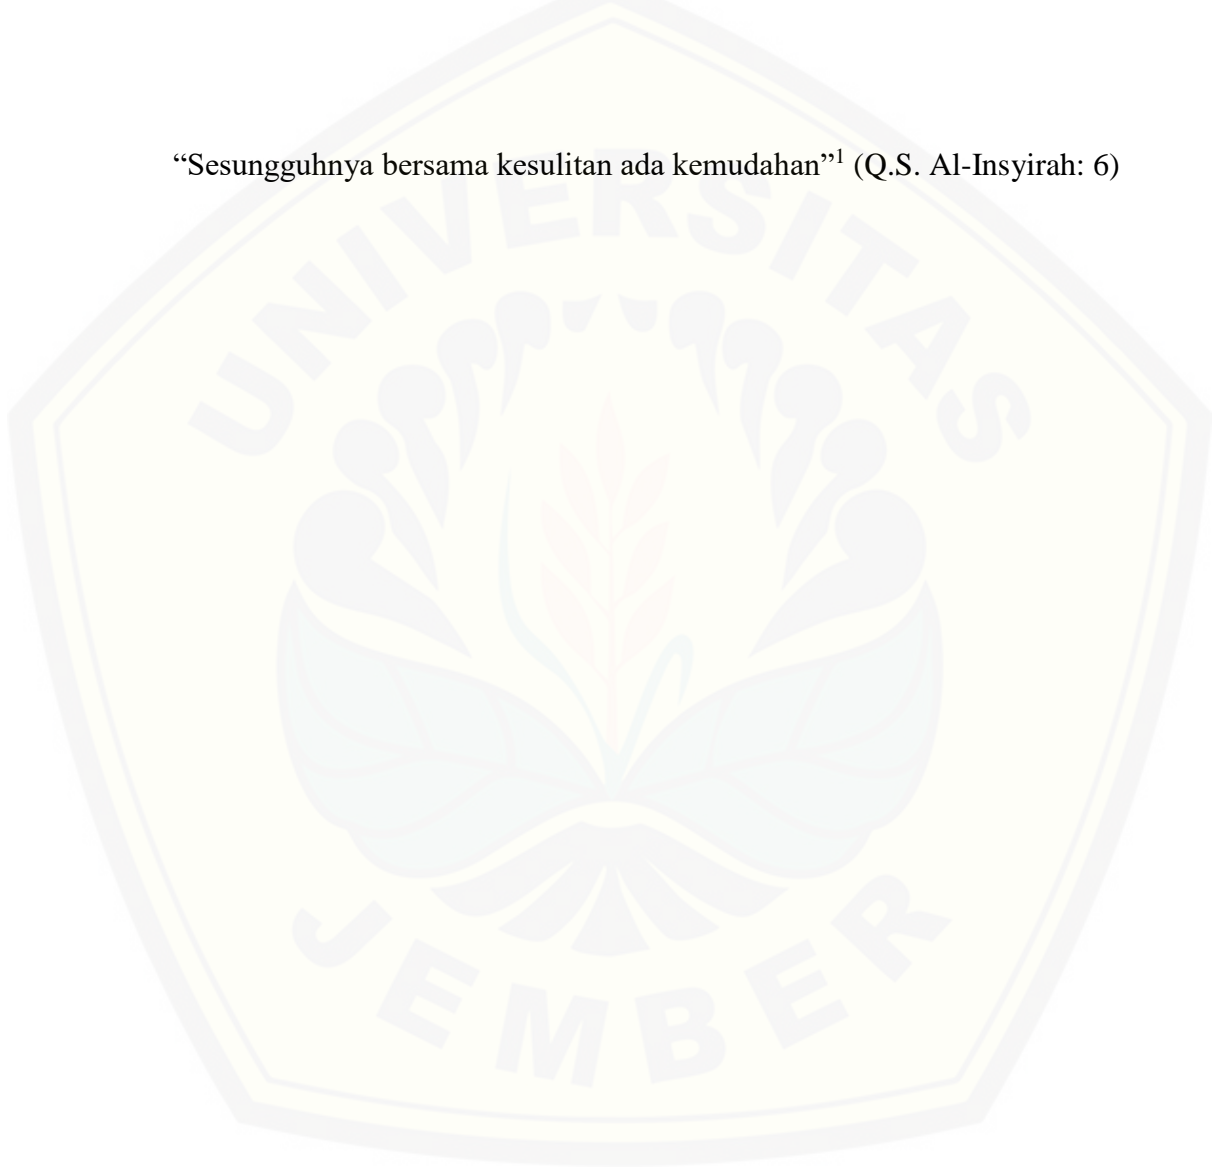 “Sesungguhnya bersama kesulitan ada kemudahan”¹ (Q.S. Al-Insyirah: 6)
UNIVERSITAS
JEMBER